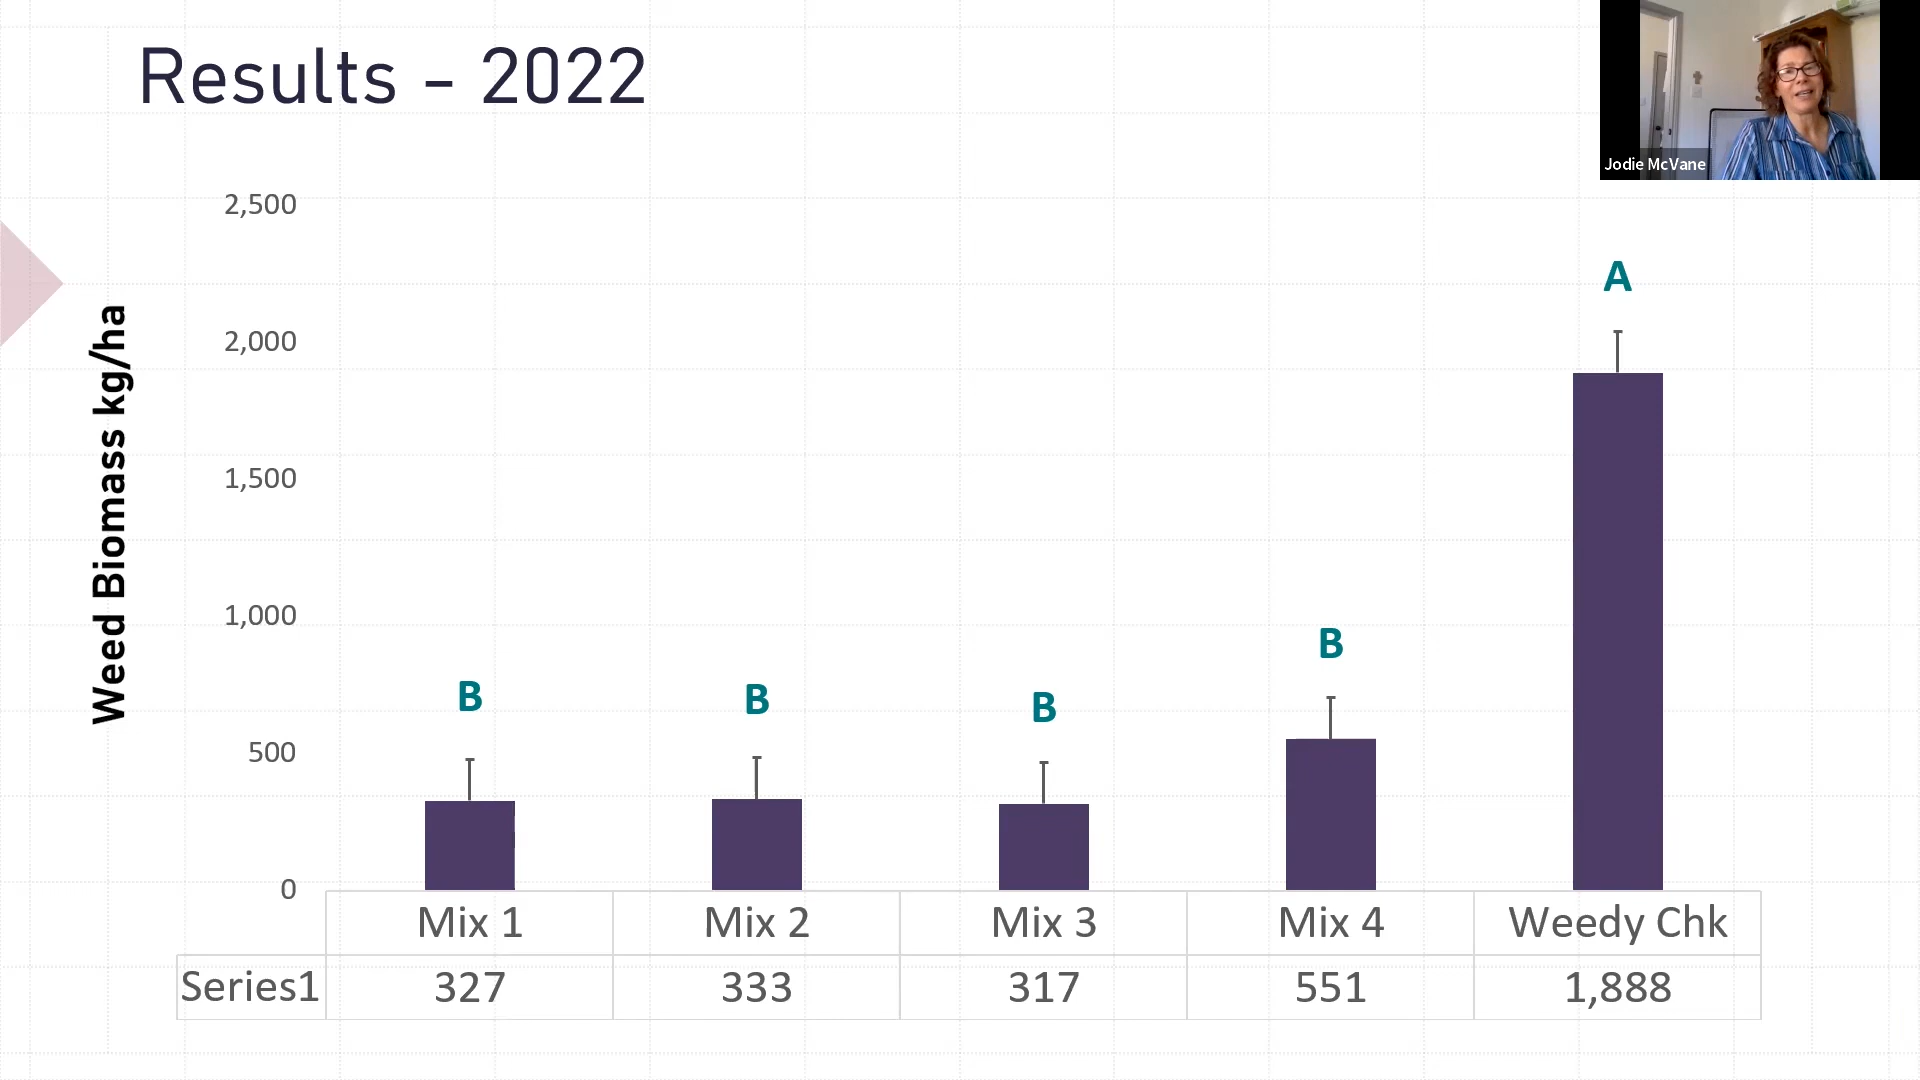 Results - 2022
Jodie McVane
Weed Biomass kg/ha
2,500
2,000
1,500
1,000
500
0
B
B
B
B
A
Mix 1 Mix 2 Mix 3 Mix 4 Weedy Chk
Series1 327 333 317 551 1,888